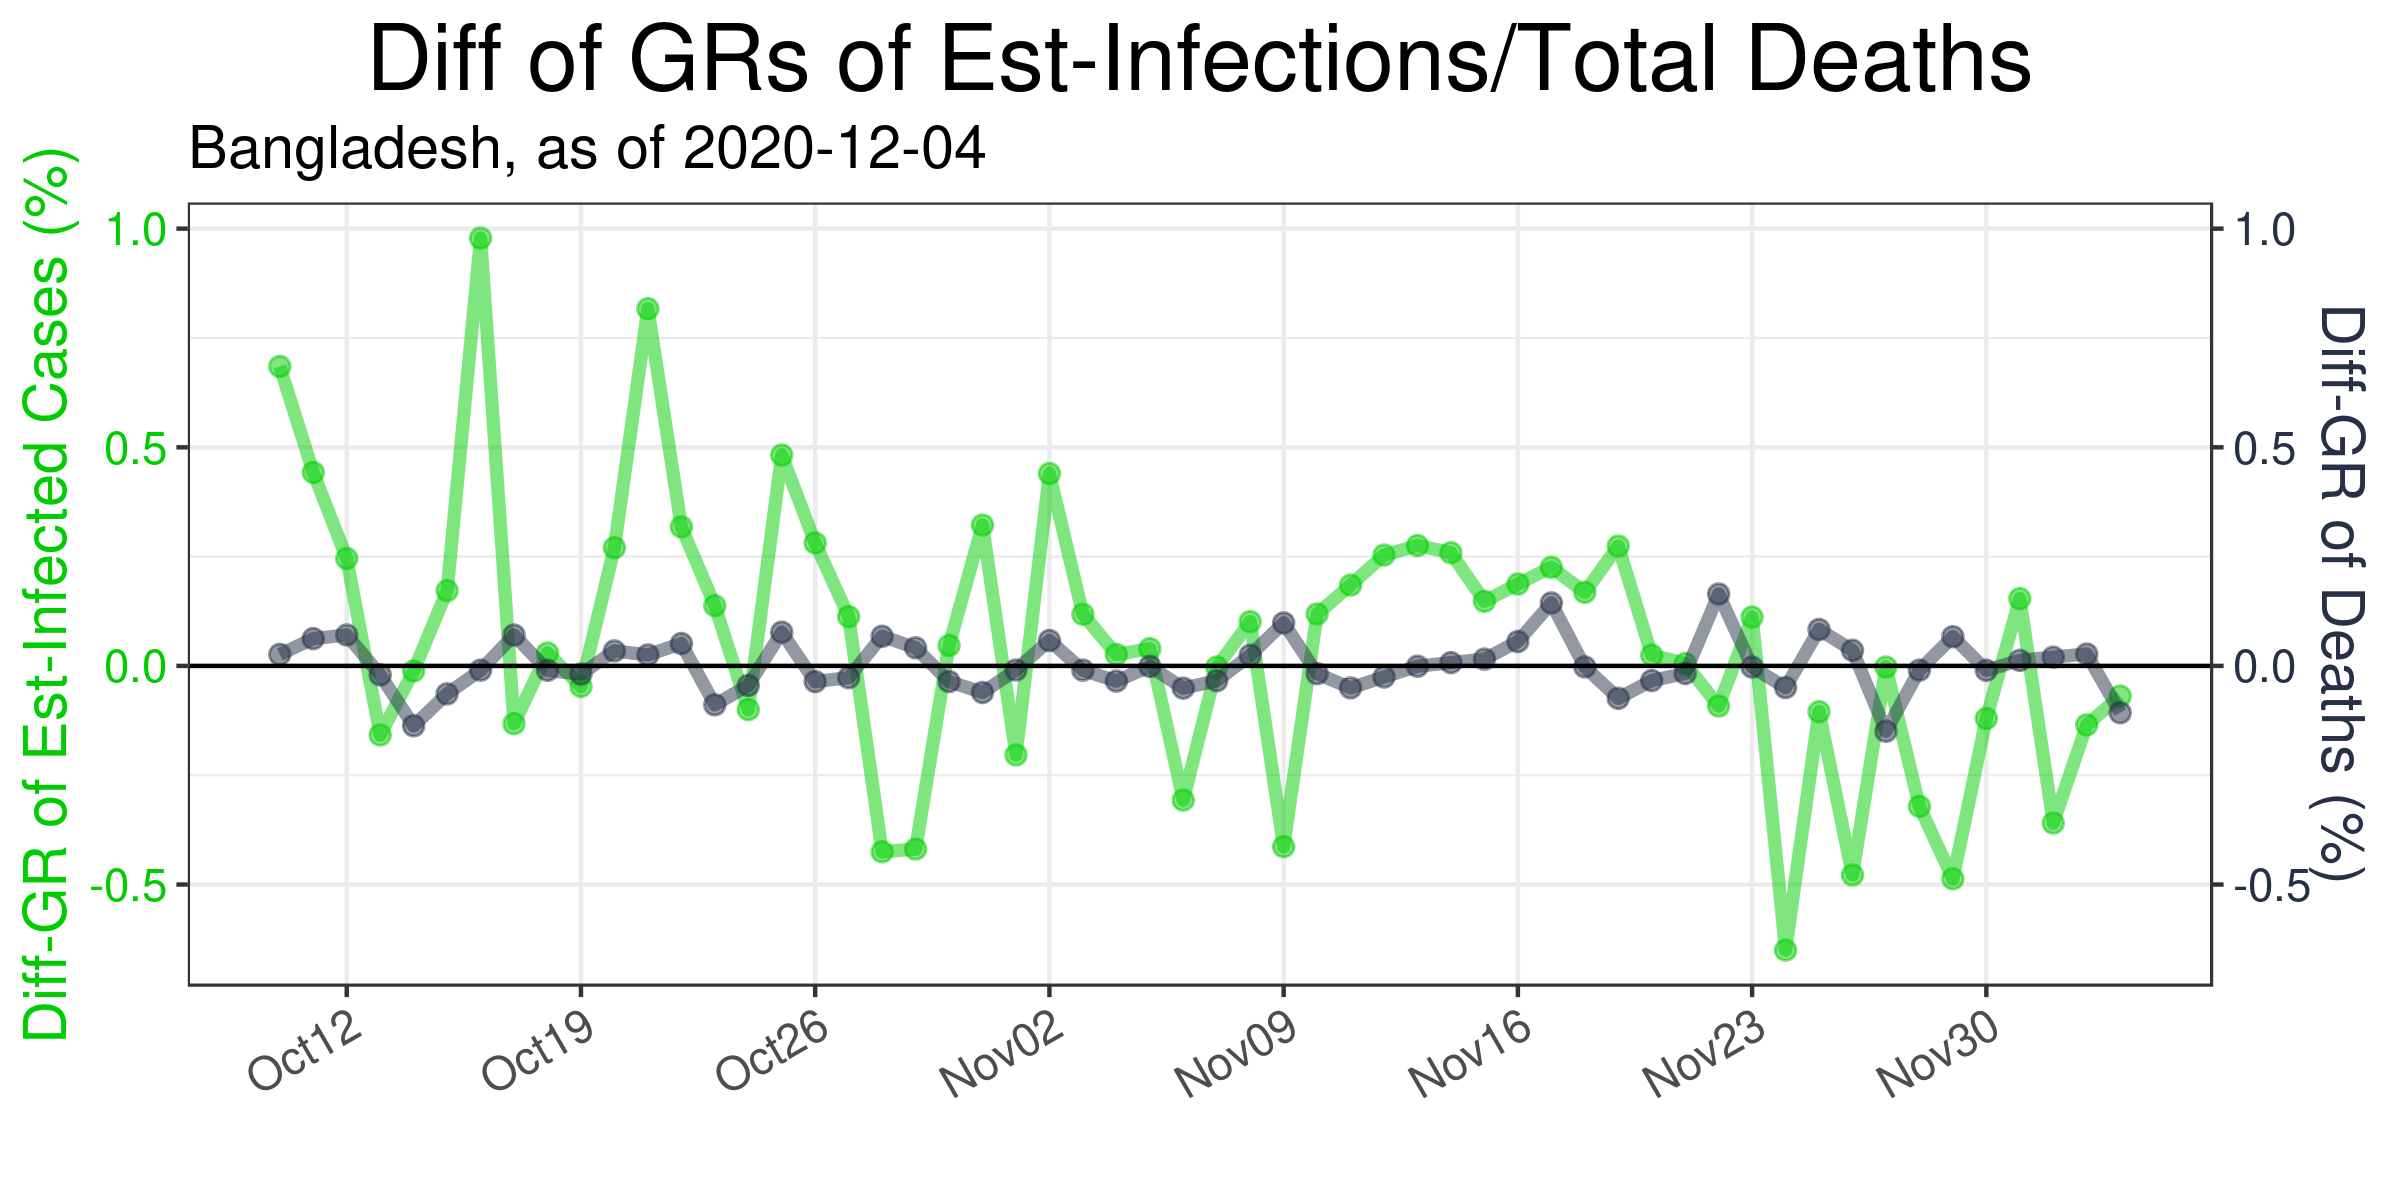 Diff of GRs of Est-Infections/Total Deaths
Bangladesh, as of 2020-12-04
Diff-GR of Est-Infected Cases (%)
1.0
0.5
0.0
-0.5
1.0
0.5
0.0
-0.5
Diff-GR of Deaths (%)
Oct12 Oct19 Oct26 Nov02 Nov09 Nov16 Nov23 Nov30